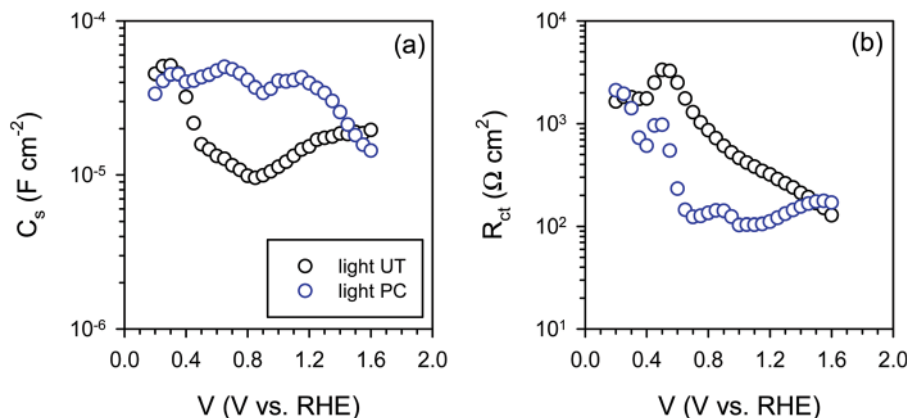 (a)
C_s (F cm^-2)
10^-4
10^-5
10^-6
0.0 0.4 0.8 1.2 1.6 2.0
V (V vs. RHE)
light UT
light PC
(b)
R_ct (Ω cm^2)
10^4
10^3
10^2
10^1
0.0 0.4 0.8 1.2 1.6 2.0
V (V vs. RHE)